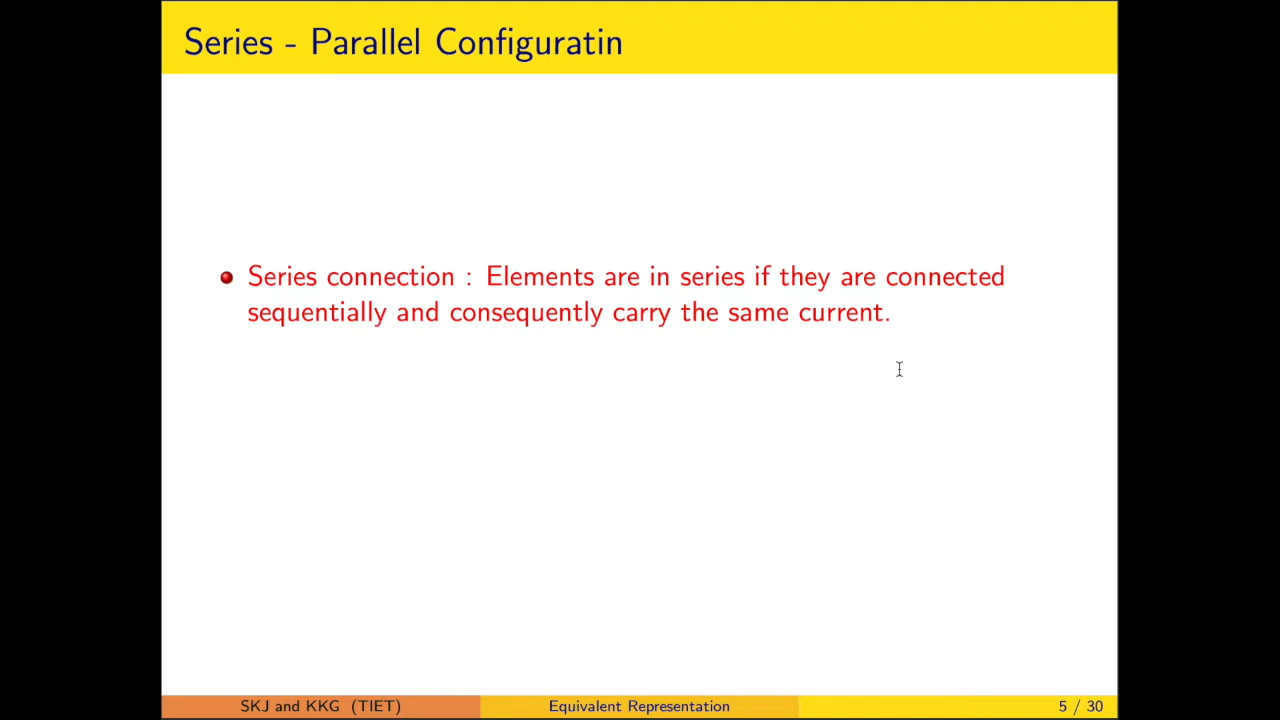 Series - Parallel Configuratin
Series connection : Elements are in series if they are connected
sequentially and consequently carry the same current.
SKJ and KKG (TIET)
Equivalent Representation
5 / 30